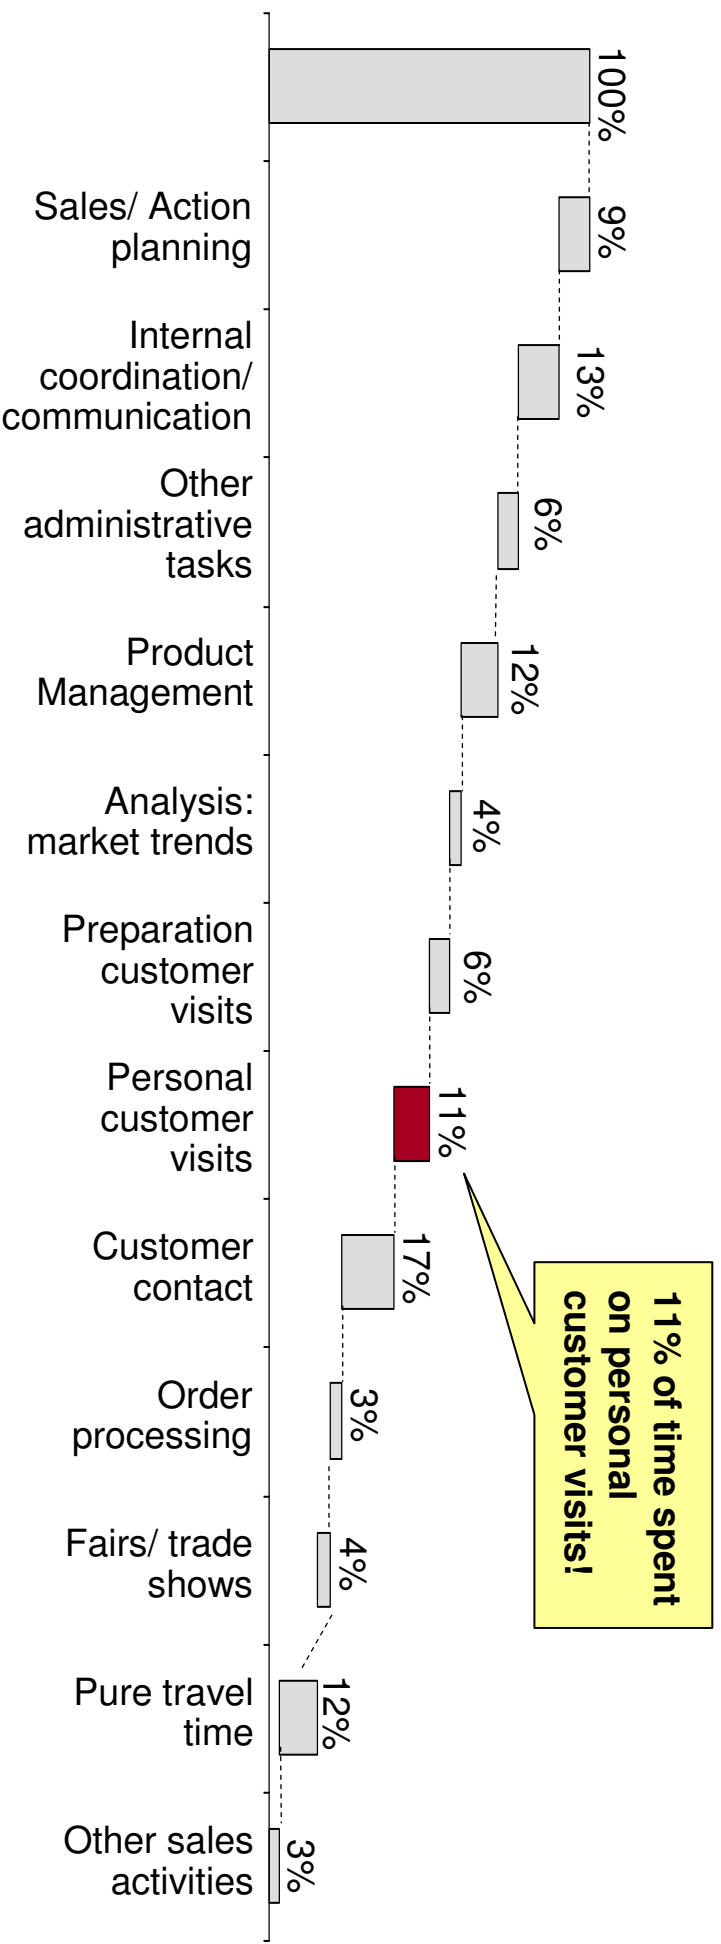 100%
Sales/ Action
planning
9%
Internal
coordination/
communication
13%
Other
administrative
tasks
6%
Product
Management
12%
Analysis:
market trends
4%
Preparation
customer
visits
6%
Personal
customer
visits
11%
11% of time spent
on personal
customer visits!
Customer
contact
17%
Order
processing
3%
Fairs/ trade
shows
4%
Pure travel
time
12%
Other sales
activities
3%